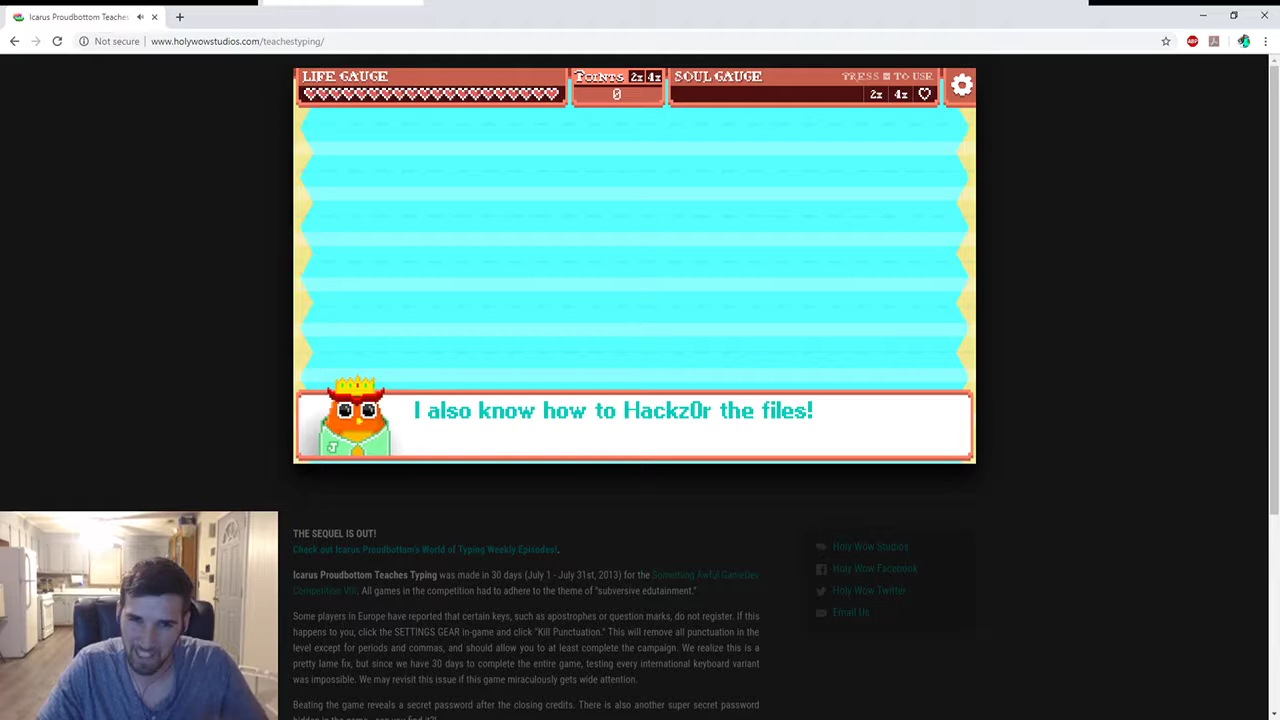 Icarus Proudbottom Teaches
Not secure | www.holywowstudios.com/teachestyping/
LIFE GAUGE
POINTS 2x 4x
0
SOUL GAUGE
PRESS TO USE
2x 4x
I also know how to Hackz0r the files!
J
THE SEQUEL IS OUT!
Check out Icarus Proudbottom's World of Typing Weekly Episodes!.
Icarus Proudbottom Teaches Typing was made in 30 days (July 1 - July 31st, 2013) for the Something Awful GameDev
Competition VIII. All games in the competition had to adhere to the theme of "subversive edutainment."
Some players in Europe have reported that certain keys, such as apostrophes or question marks, do not register. If this
happens to you, click the SETTINGS GEAR in-game and click "Kill Punctuation." This will remove all punctuation in the
level except for periods and commas, and should allow you to at least complete the campaign. We realize this is a
pretty lame fix, but since we have 30 days to complete the entire game, testing every international keyboard variant
was impossible. We may revisit this issue if this game miraculously gets wide attention.
Beating the game reveals a secret password after the closing credits. There is also another super secret password
Holy Wow Studios
Holy Wow Facebook
Holy Wow Twitter
Email Us
ABP